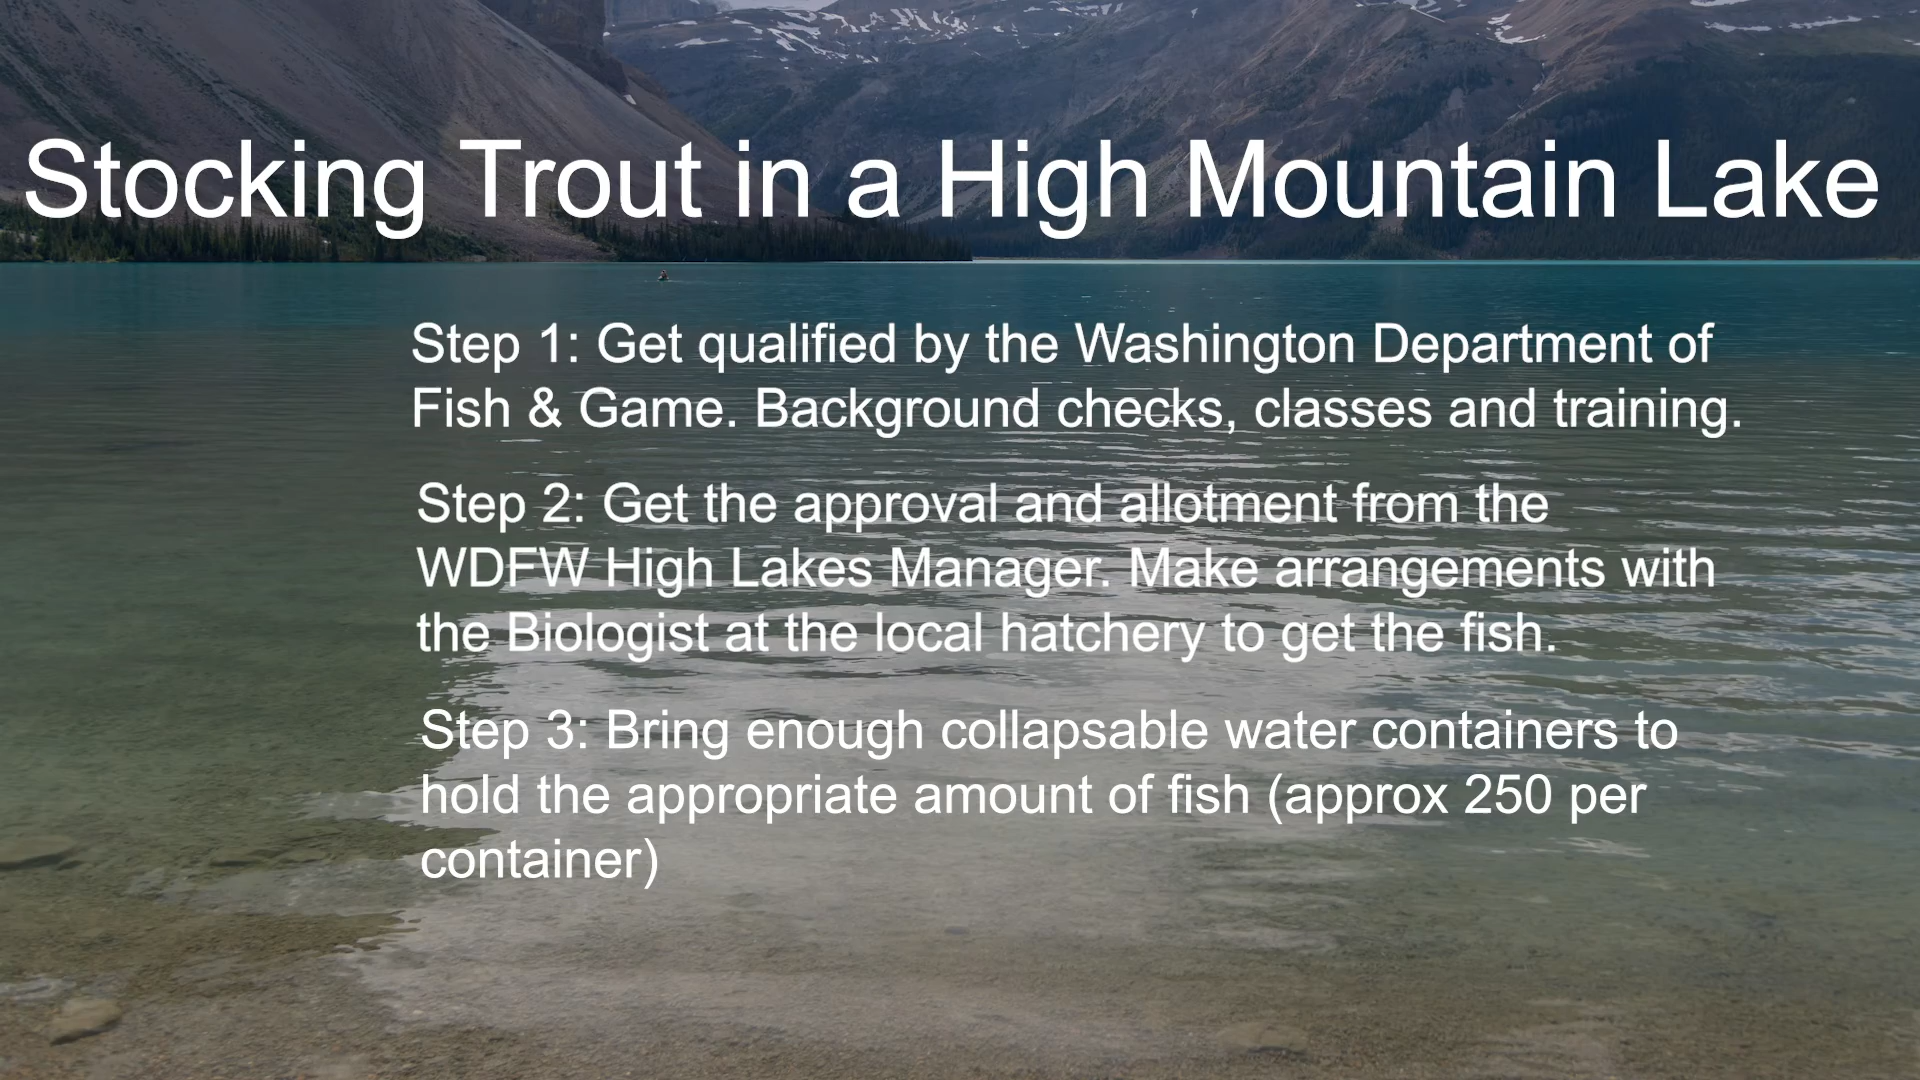 Stocking Trout in a High Mountain Lake
Step 1: Get qualified by the Washington Department of
Fish & Game. Background checks, classes and training.
Step 2: Get the approval and allotment from the
WDFW High Lakes Manager. Make arrangements with
the Biologist at the local hatchery to get the fish.
Step 3: Bring enough collapsable water containers to
hold the appropriate amount of fish (approx 250 per
container)